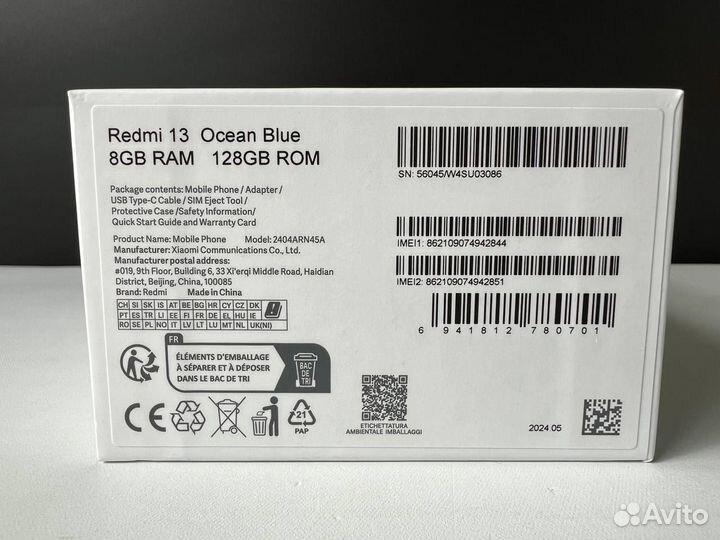 Redmi 13 Ocean Blue
8GB RAM 128GB ROM
SN: 56045/W4SU03086
Package contents: Mobile Phone / Adapter /
USB Type-C Cable / SIM Eject Tool /
Protective Case /Safety Information/
Quick Start Guide and Warranty Card
Product Name: Mobile Phone Model: 2404ARN45A
Manufacturer: Xiaomi Communications Co., Ltd.
Manufacturer postal address:
#019, 9th Floor, Building 6, 33 Xi'erqi Middle Road, Haidian
District, Beijing, China, 100085
Brand: Redmi Made in China
IMEI1: 862109074942844
IMEI2: 862109074942851
6 941812 780701
CH SI SK IS AT BE BG HR CY CZ DK
PT ES TR LI EE FI FR DE EL HU IE
RO SE PL NO IT LV LT LU MT NL UK(NI)
FR
ÉLÉMENTS D'EMBALLAGE
À SÉPARER ET À DÉPOSER
DANS LE BAC DE TRI
BAC
DE
TRI
CE
21
PAP
ETICHETTATURA
AMBIENTALE IMBALLAGGI
2024 05
Avito